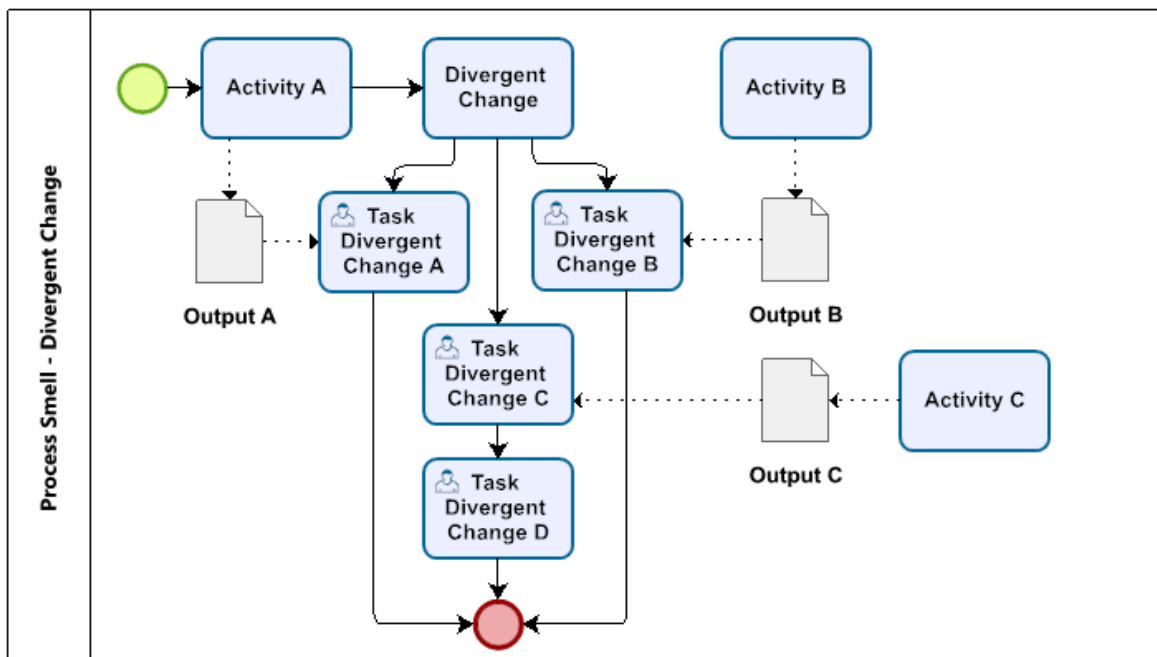 Process Smell - Divergent Change
Activity A
Divergent
Change
Activity B
Task
Divergent
Change A
Task
Divergent
Change B
Output A
Output B
Task
Divergent
Change C
Activity C
Output C
Task
Divergent
Change D